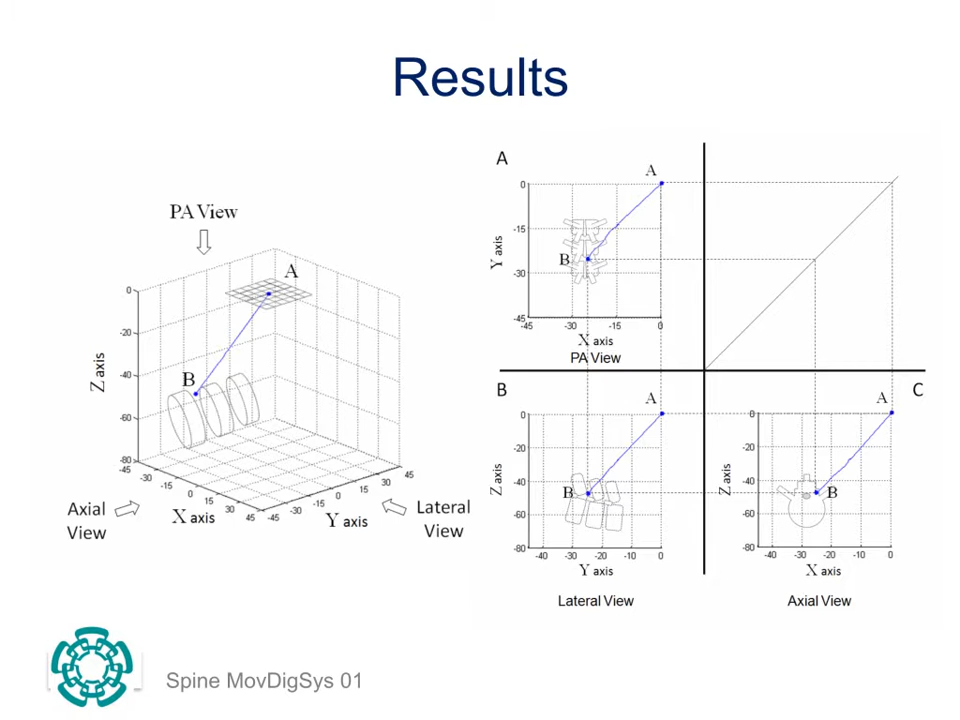 Results
PA View
A
B
Z axis
0
-20
-40
-60
-80
-45
-30
-15
0
15
30
45
-45
-30
-15
0
15
30
45
X axis
Y axis
Axial
View
Lateral
View
A
A
B
Y axis
0
-15
-30
-45
-45
-30
-15
0
X axis
PA View
B
A
B
Z axis
0
-20
-40
-60
-80
-40
-30
-20
-10
0
Y axis
Lateral View
C
A
B
Z axis
0
-20
-40
-60
-80
-40
-30
-20
-10
0
X axis
Axial View
Spine MovDigSys 01